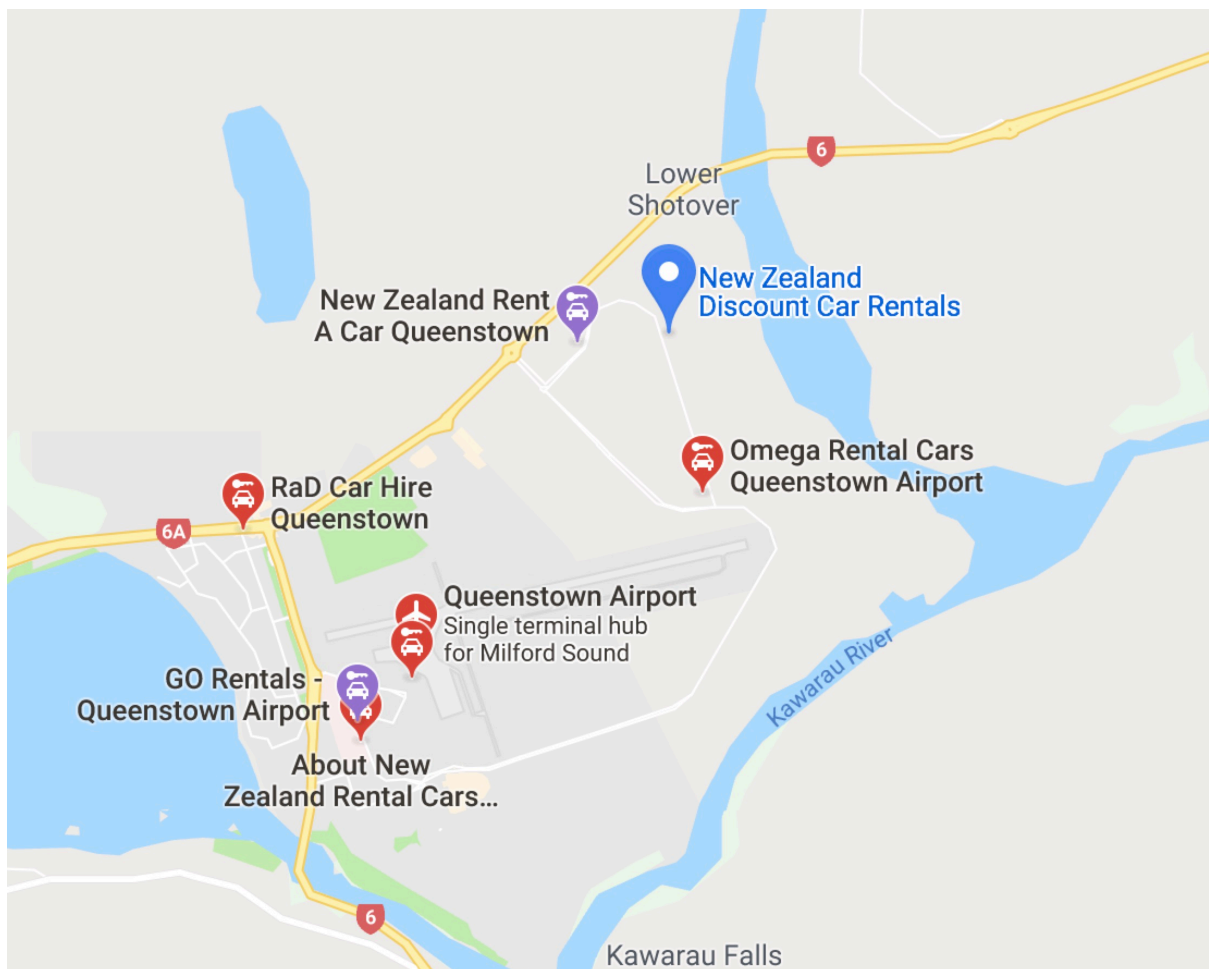 6
Lower
Shotover
New Zealand
Discount Car Rentals
New Zealand Rent
A Car Queenstown
Omega Rental Cars
Queenstown Airport
RaD Car Hire
Queenstown
6A
Queenstown Airport
Single terminal hub
for Milford Sound
GO Rentals -
Queenstown Airport
Kawarau River
About New
Zealand Rental Cars...
6
Kawarau Falls